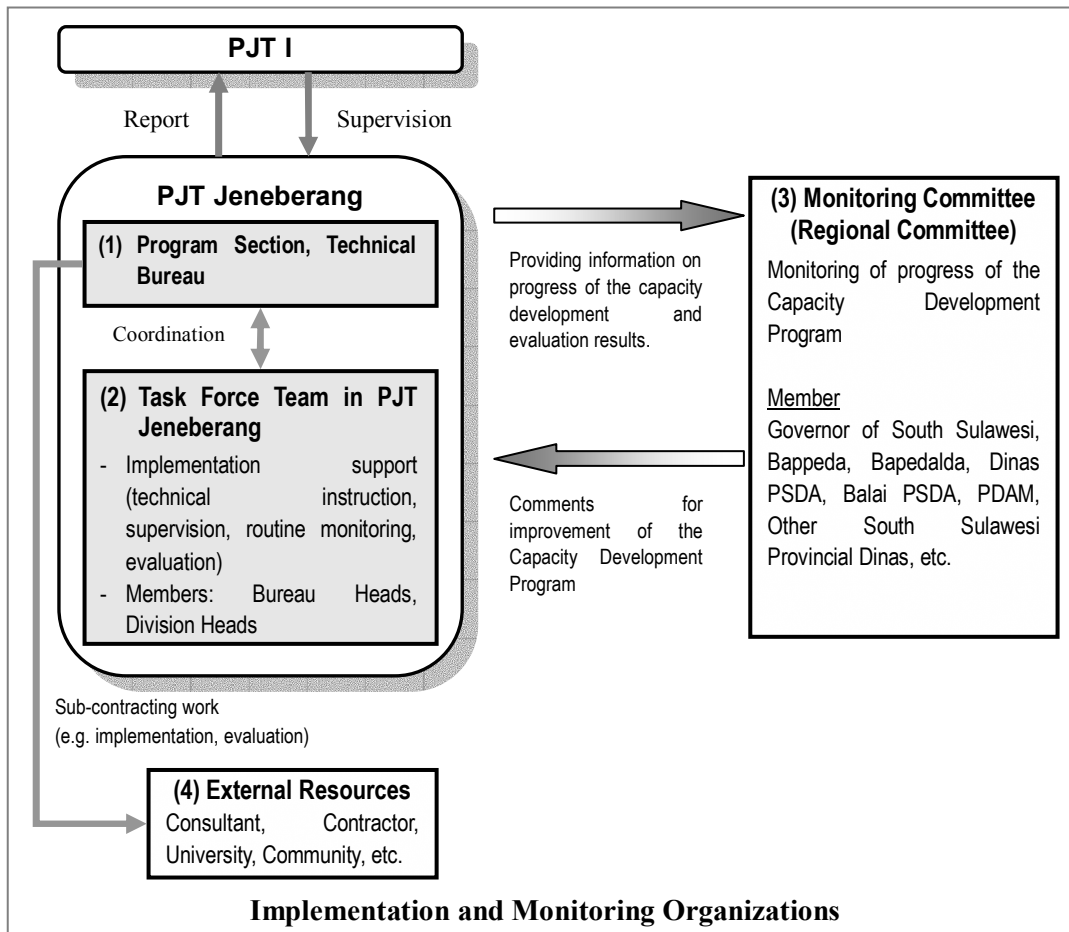 PJT I
Report
Supervision
PJT Jeneberang
(1) Program Section, Technical
Bureau
Coordination
(2) Task Force Team in PJT
Jeneberang
- Implementation support
(technical instruction,
supervision, routine monitoring,
evaluation)
- Members: Bureau Heads,
Division Heads
Providing information on
progress of the capacity
development and
evaluation results.
Comments for
improvement of the
Capacity Development
Program
(3) Monitoring Committee
(Regional Committee)
Monitoring of progress of the
Capacity Development
Program
Member
Governor of South Sulawesi,
Bappeda, Bapedalda, Dinas
PSDA, Balai PSDA, PDAM,
Other South Sulawesi
Provincial Dinas, etc.
Sub-contracting work
(e.g. implementation, evaluation)
(4) External Resources
Consultant, Contractor,
University, Community, etc.
Implementation and Monitoring Organizations